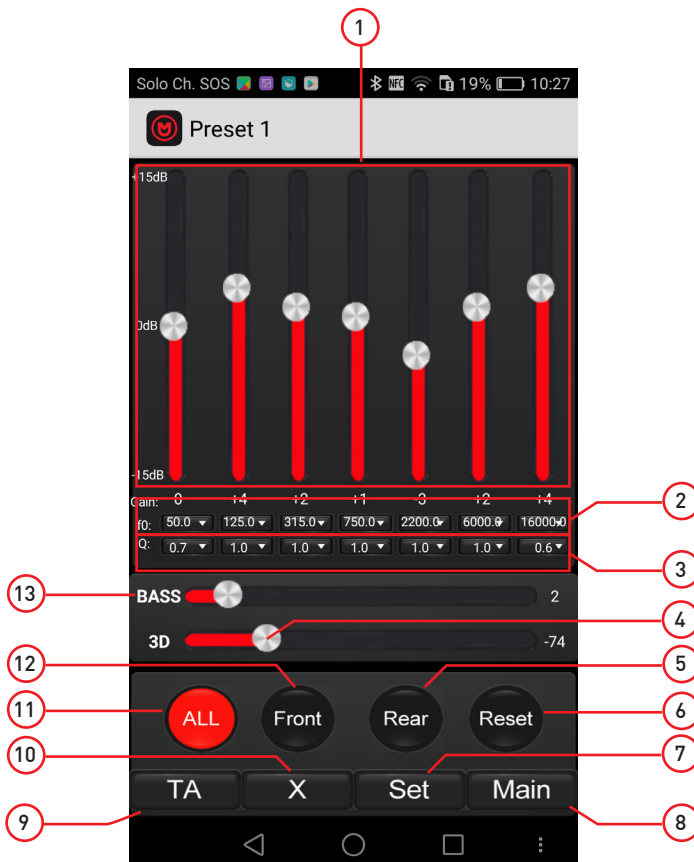 1
Solo Ch. SOS NFC 19% 10:27
Preset 1
+15dB
0dB
-15dB
Gain: 0 +4 +2 +1 -3 +2 +4
2
f0: 50.0 125.0 315.0 750.0 2200.0 6000.0 16000.0
Q: 0.7 1.0 1.0 1.0 1.0 1.0 0.6
3
13 BASS 2
4
3D -74
12 5
11 ALL Front Rear Reset 6
10 7
TA X Set Main
9 8